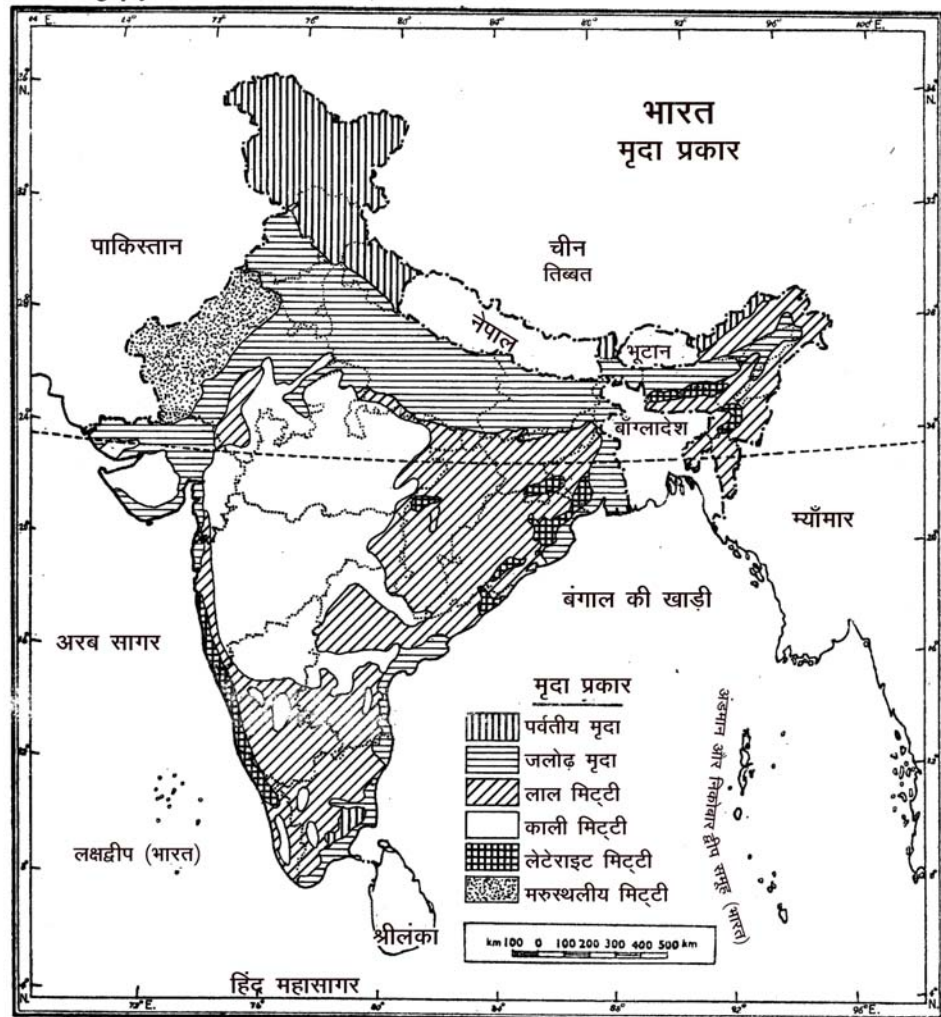 भारत
मृदा प्रकार
पाकिस्तान
चीन
तिब्बत
नेपाल
भूटान
बांग्लादेश
म्याँमार
बंगाल की खाड़ी
अरब सागर
मृदा प्रकार
पर्वतीय मृदा
जलोढ़ मृदा
लाल मिट्टी
काली मिट्टी
लेटेराइट मिट्टी
मरुस्थलीय मिट्टी
लक्षद्वीप (भारत)
अंडमान और निकोबार द्वीप समूह (भारत)
श्रीलंका
km 100 0 100 200 300 400 500 km
हिंद महासागर